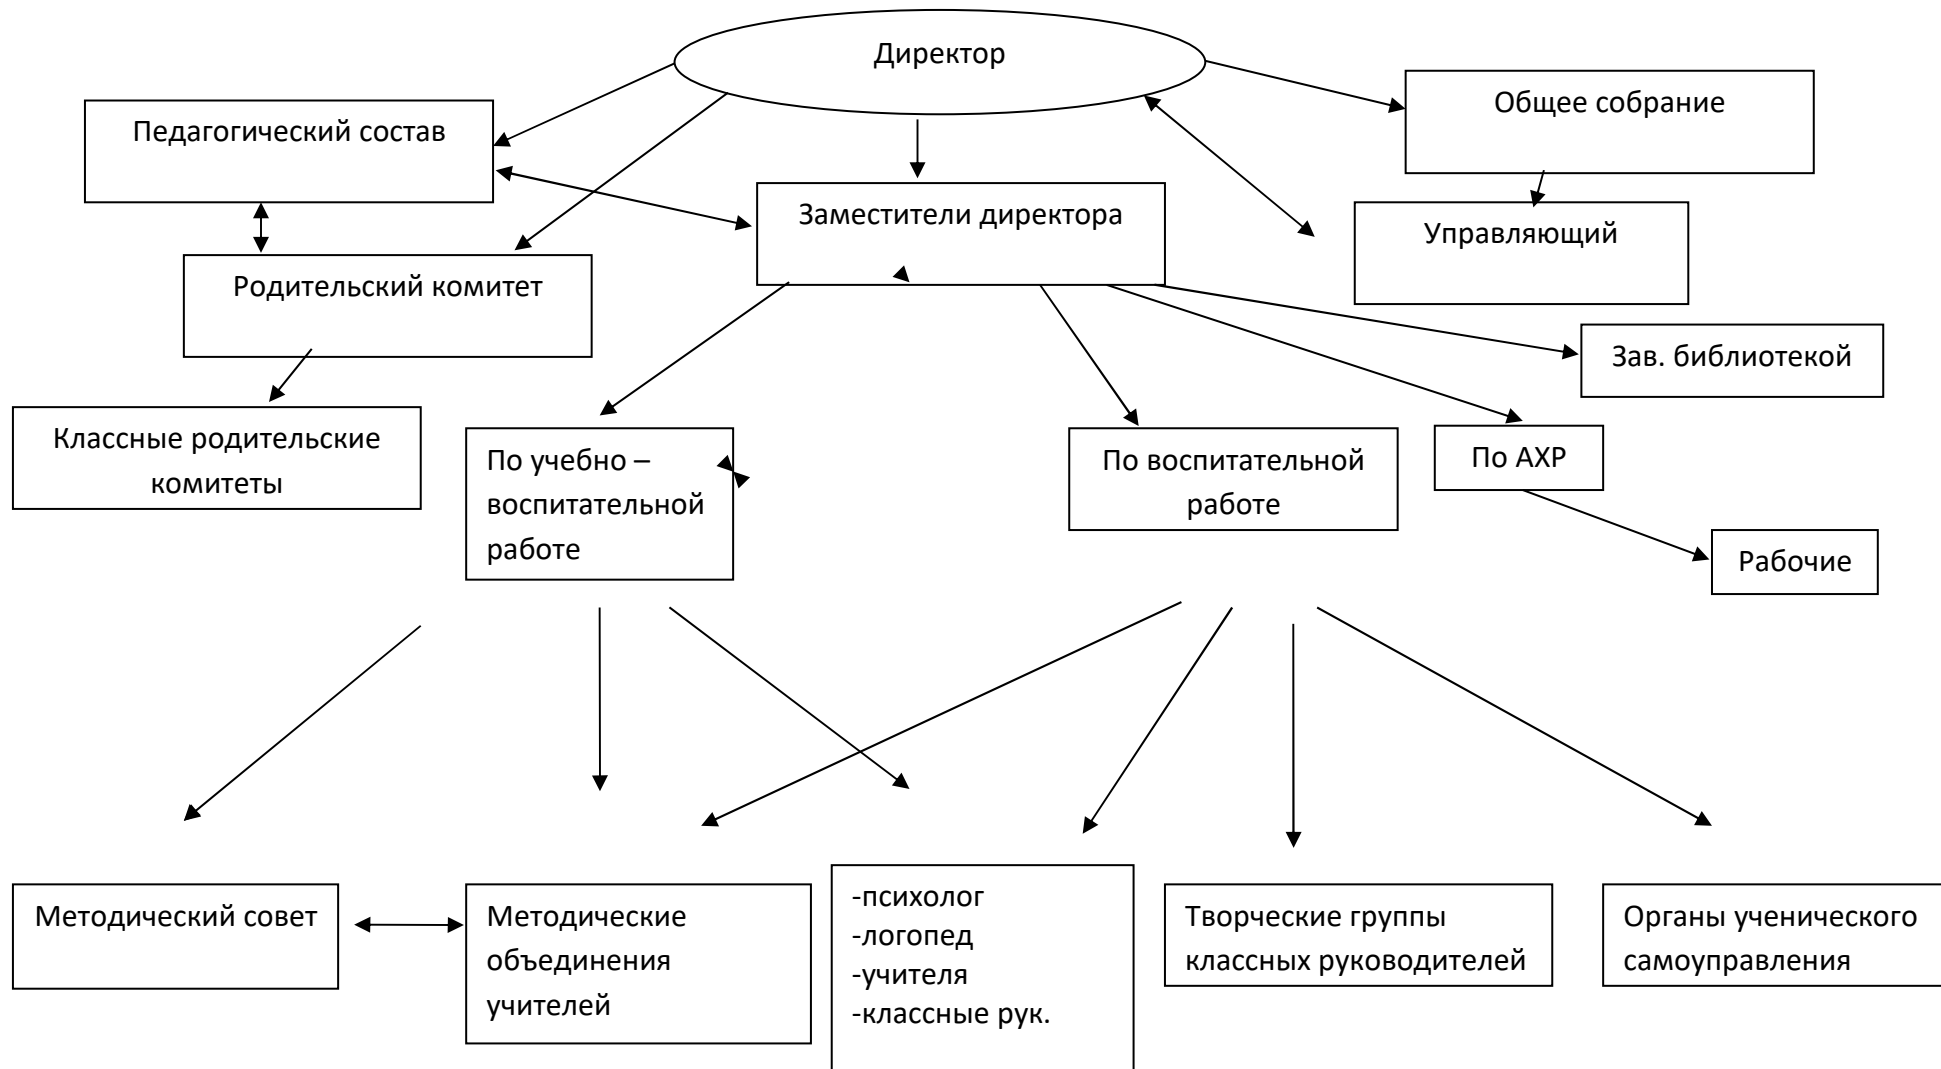 Директор
Общее собрание
Педагогический состав
Заместители директора
Управляющий
Родительский комитет
Зав. библиотекой
Классные родительские
комитеты
По учебно –
воспитательной
работе
По воспитательной
работе
По АХР
Рабочие
Методический совет
Методические
объединения
учителей
-психолог
-логопед
-учителя
-классные рук.
Творческие группы
классных руководителей
Органы ученического
самоуправления